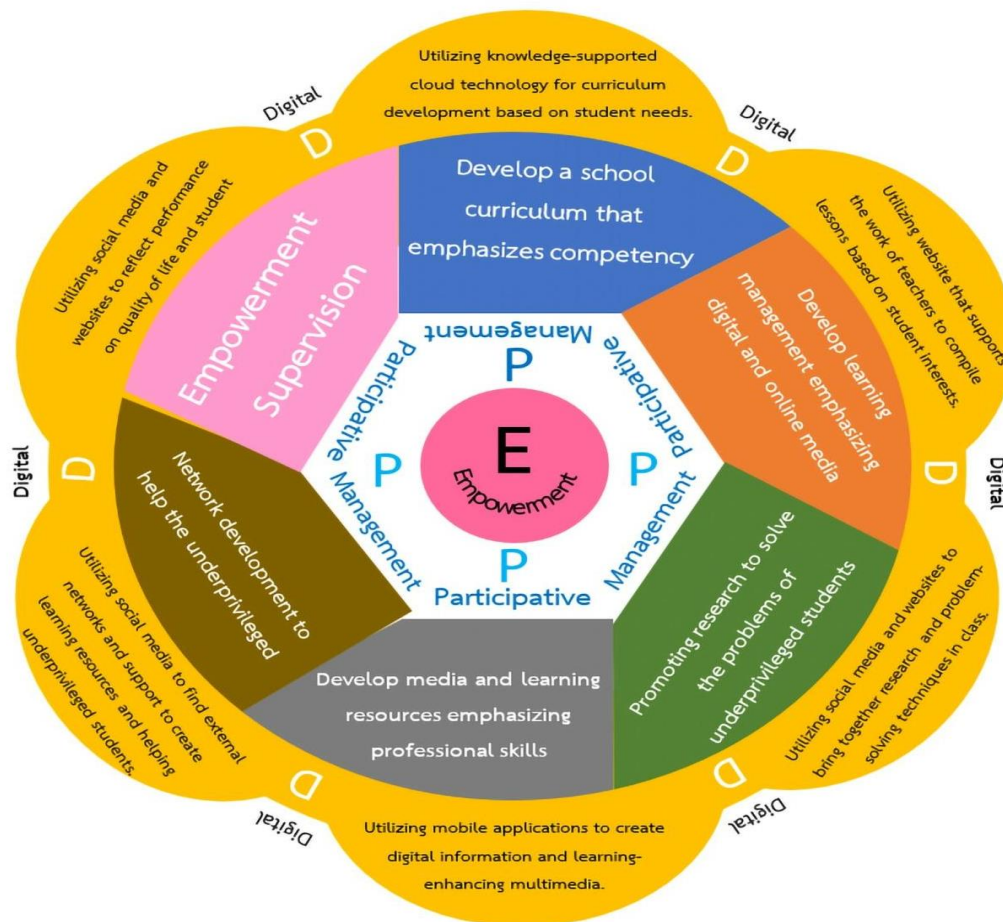 Utilizing knowledge-supported
cloud technology for curriculum
development based on student needs.
Digital
D
Digital
D
Utilizing website that supports
the work of teachers to compile
lessons based on student interests.
Digital
D
Utilizing social media and websites to
bring together research and problem-
solving techniques in class.
Digital
D
Utilizing mobile applications to create
digital information and learning-
enhancing multimedia.
Digital
D
Utilizing social media to find external
networks and support to create
learning resources and helping
underprivileged students.
Digital
D
Utilizing social media and
websites to reflect performance
on quality of life and student
Develop a school
curriculum that
emphasizes competency
Develop learning
management emphasizing
digital and online media
Promoting research to solve
the problems of
underprivileged students
Develop media and learning
resources emphasizing
professional skills
Network development to
help the underprivileged
Empowerment
Supervision
Management
Participative
Management
Participative
Management
Participative
P
P
P
P
E
Empowerment